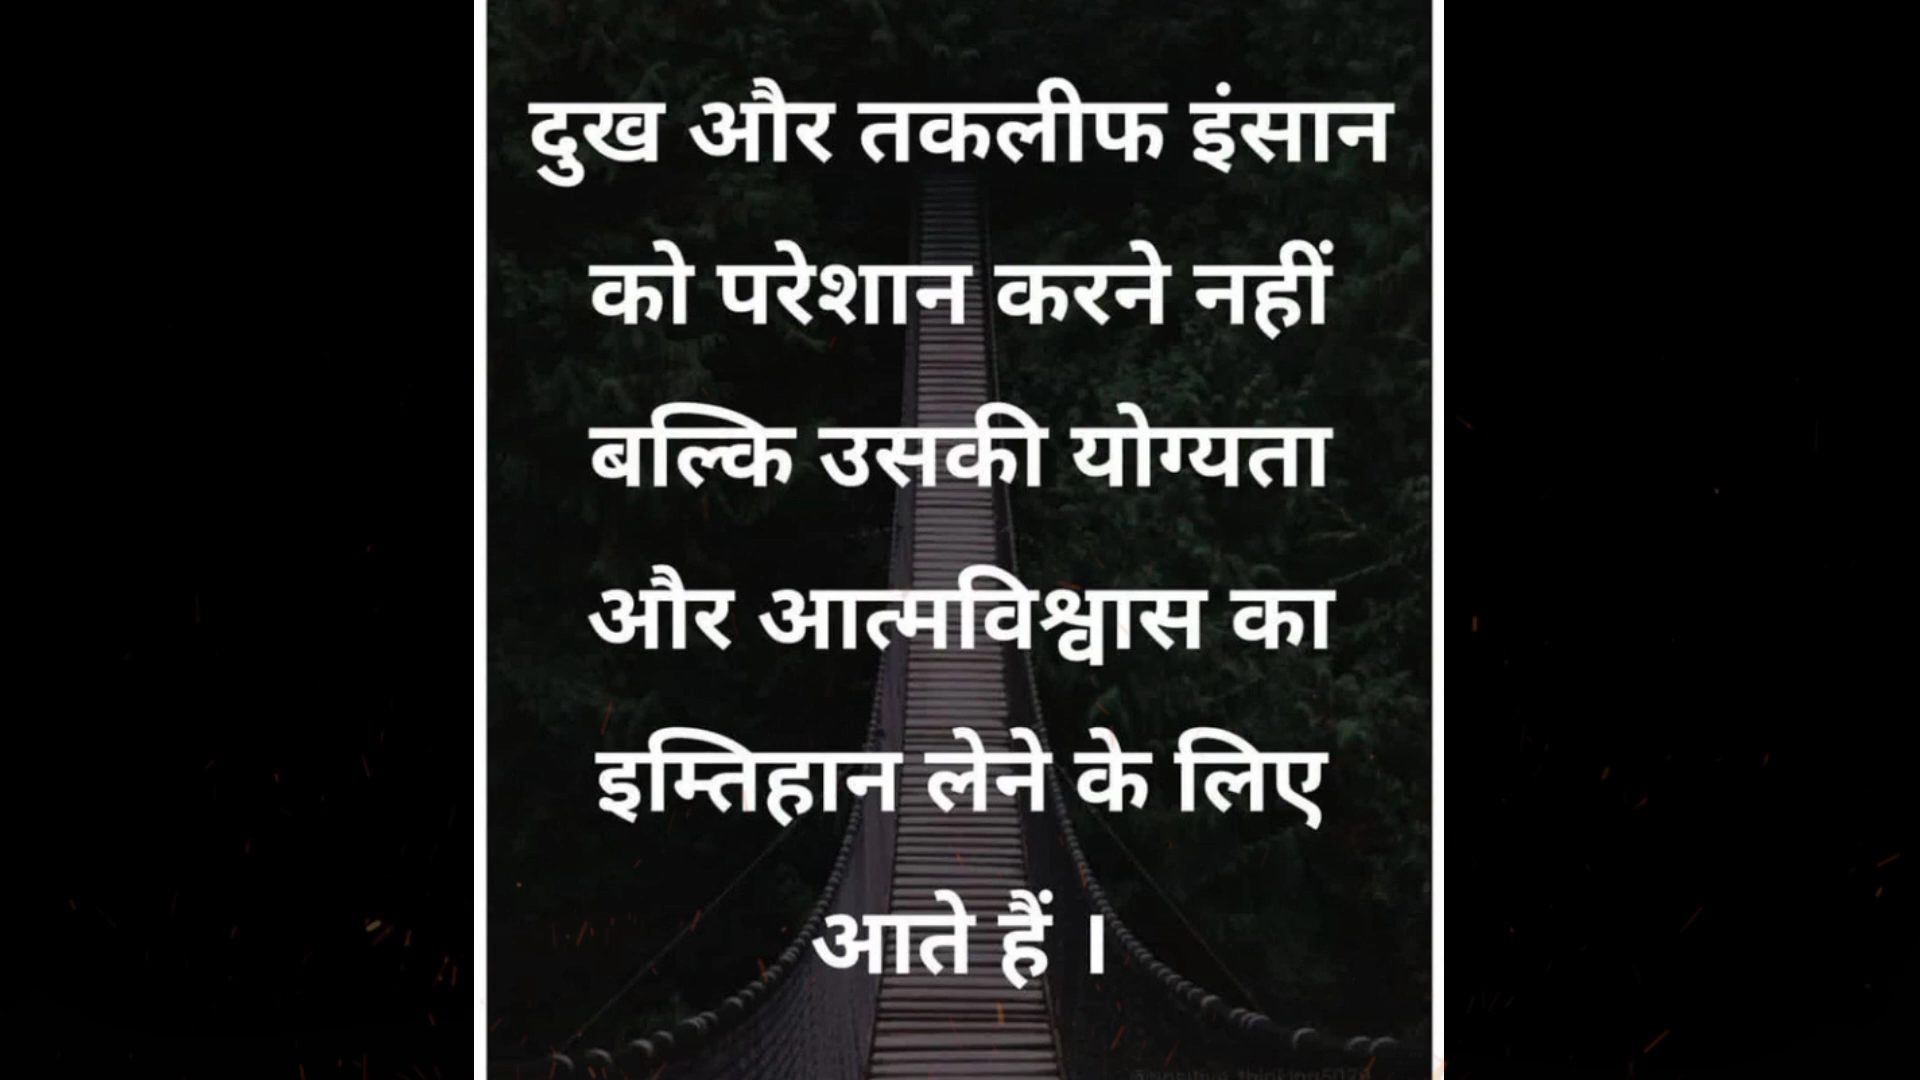 दुख और तकलीफ इंसान
को परेशान करने नहीं
बल्कि उसकी योग्यता
और आत्मविश्वास का
इम्तिहान लेने के लिए
आते हैं ।